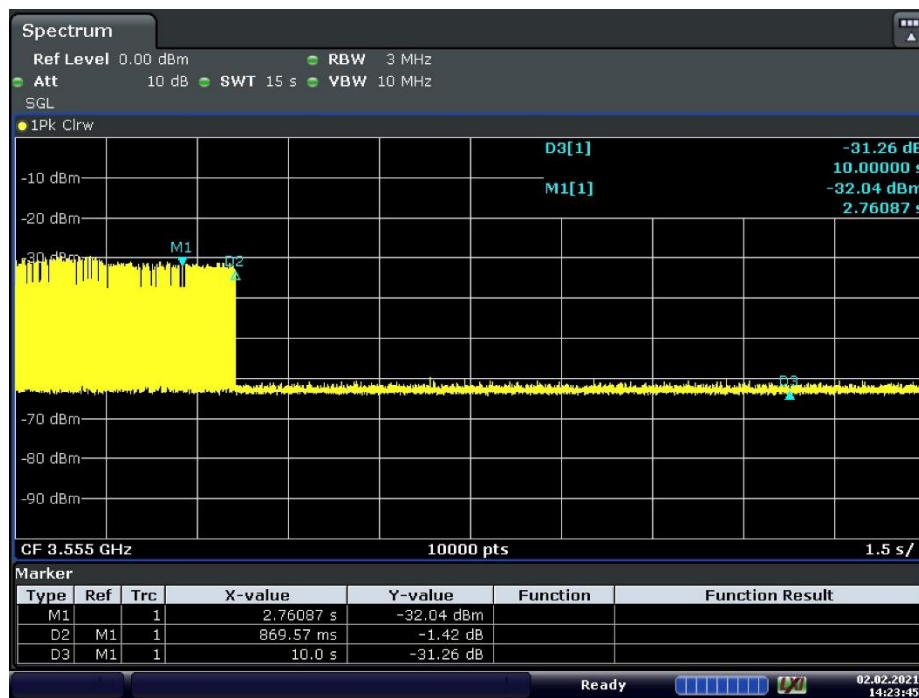 Spectrum
Ref Level 0.00 dBm RBW 3 MHz
Att 10 dB SWT 15 s VBW 10 MHz
SGL
1Pk Clrw
D3[1] -31.26 dB
10.00000 s
-10 dBm
M1[1] -32.04 dBm
2.76087 s
-20 dBm
M1
-30 dBm D2
D3
-70 dBm
-80 dBm
-90 dBm
CF 3.555 GHz 10000 pts 1.5 s/
Marker
Type Ref Trc X-value Y-value Function Function Result
M1 1 2.76087 s -32.04 dBm
D2 M1 1 869.57 ms -1.42 dB
D3 M1 1 10.0 s -31.26 dB
Ready LXI 02.02.2021
14:23:45